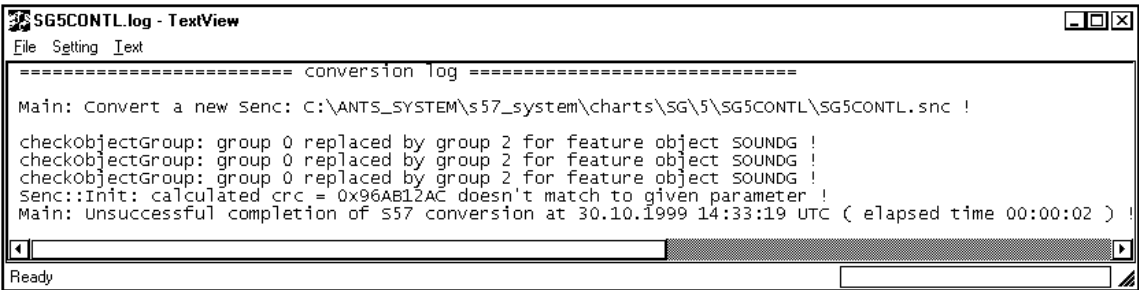 SG5CONTL.log - TextView
File Setting Text
========================= conversion log ==============================
Main: Convert a new Senc: C:\ANTS_SYSTEM\s57_system\charts\SG\5\SG5CONTL\SG5CONTL.snc !
checkObjectGroup: group 0 replaced by group 2 for feature object SOUNDG !
checkObjectGroup: group 0 replaced by group 2 for feature object SOUNDG !
checkObjectGroup: group 0 replaced by group 2 for feature object SOUNDG !
Senc::Init: calculated crc = 0x96AB12AC doesn't match to given parameter !
Main: Unsuccessful completion of S57 conversion at 30.10.1999 14:33:19 UTC ( elapsed time 00:00:02 ) !
Ready